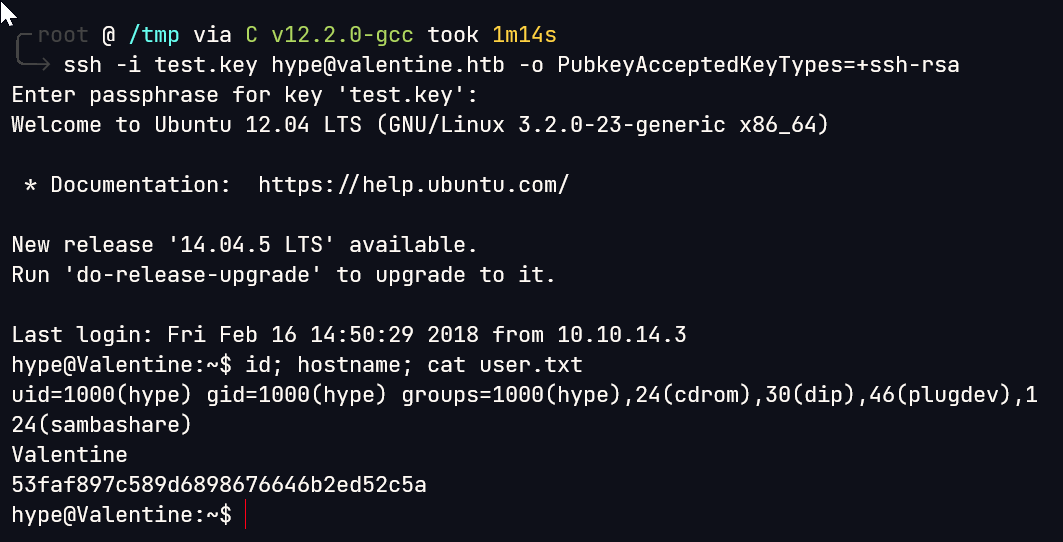 root @ /tmp via C v12.2.0-gcc took 1m14s
ssh -i test.key hype@valentine.htb -o PubkeyAcceptedKeyTypes=+ssh-rsa
Enter passphrase for key 'test.key':
Welcome to Ubuntu 12.04 LTS (GNU/Linux 3.2.0-23-generic x86_64)
* Documentation:  https://help.ubuntu.com/
New release '14.04.5 LTS' available.
Run 'do-release-upgrade' to upgrade to it.
Last login: Fri Feb 16 14:50:29 2018 from 10.10.14.3
hype@Valentine:~$ id; hostname; cat user.txt
uid=1000(hype) gid=1000(hype) groups=1000(hype),24(cdrom),30(dip),46(plugdev),1
24(sambashare)
Valentine
53faf897c589d6898676646b2ed52c5a
hype@Valentine:~$